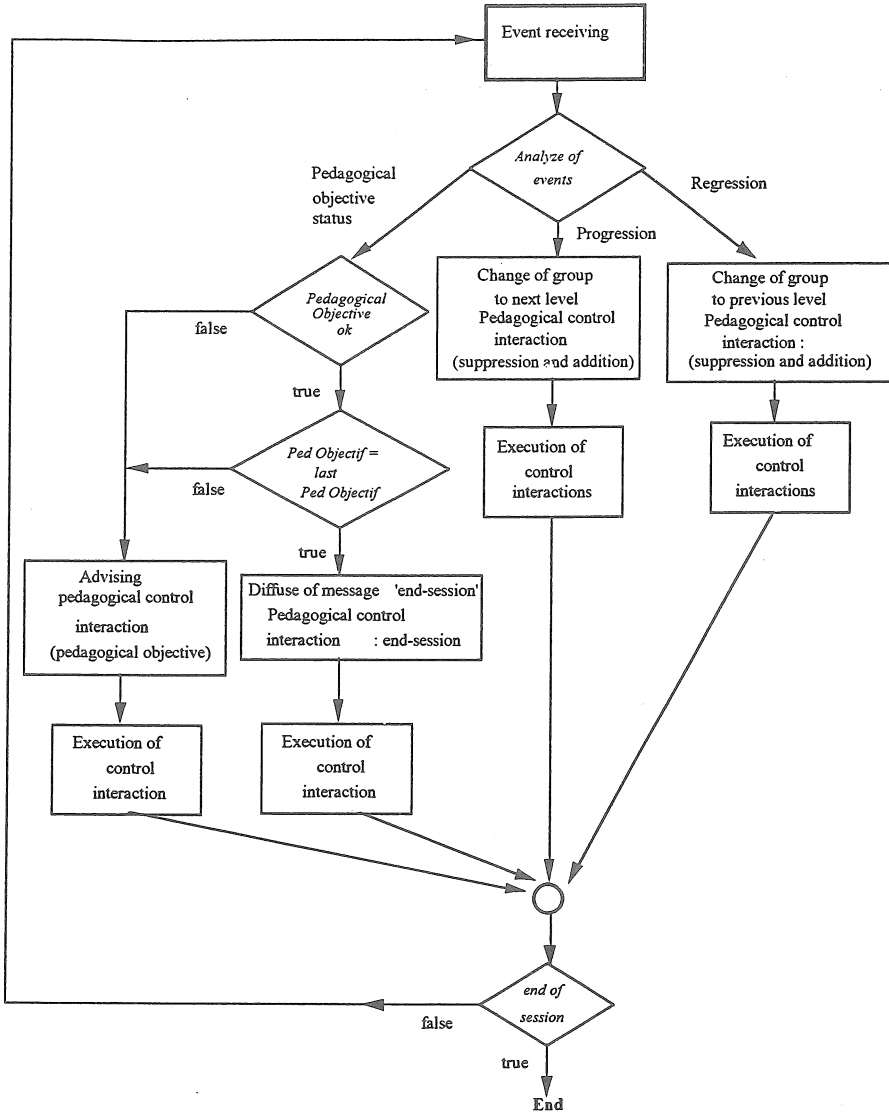 Event receiving
Analyze of
events
Pedagogical
objective
status
Regression
Progression
Pedagogical
Objective
ok
false
true
Change of group
to next level
Pedagogical control
interaction
(suppression and addition)
Change of group
to previous level
Pedagogical control
interaction :
(suppression and addition)
Ped Objectif =
last
Ped Objectif
false
true
Execution of
control
interactions
Execution of
control
interactions
Advising
pedagogical control
interaction
(pedagogical objective)
Diffuse of message 'end-session'
Pedagogical control
interaction : end-session
Execution of
control
interaction
Execution of
control
interaction
end of
session
false
true
End